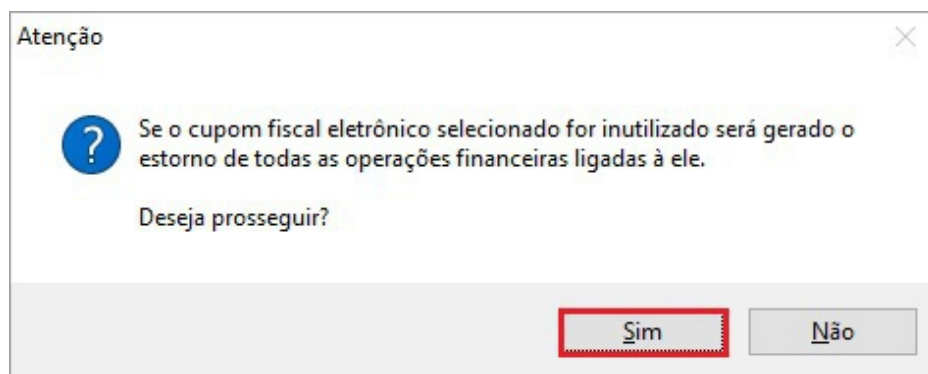 Atenção
Se o cupom fiscal eletrônico selecionado for inutilizado será gerado o
estorno de todas as operações financeiras ligadas à ele.
Deseja prosseguir?
Sim Não